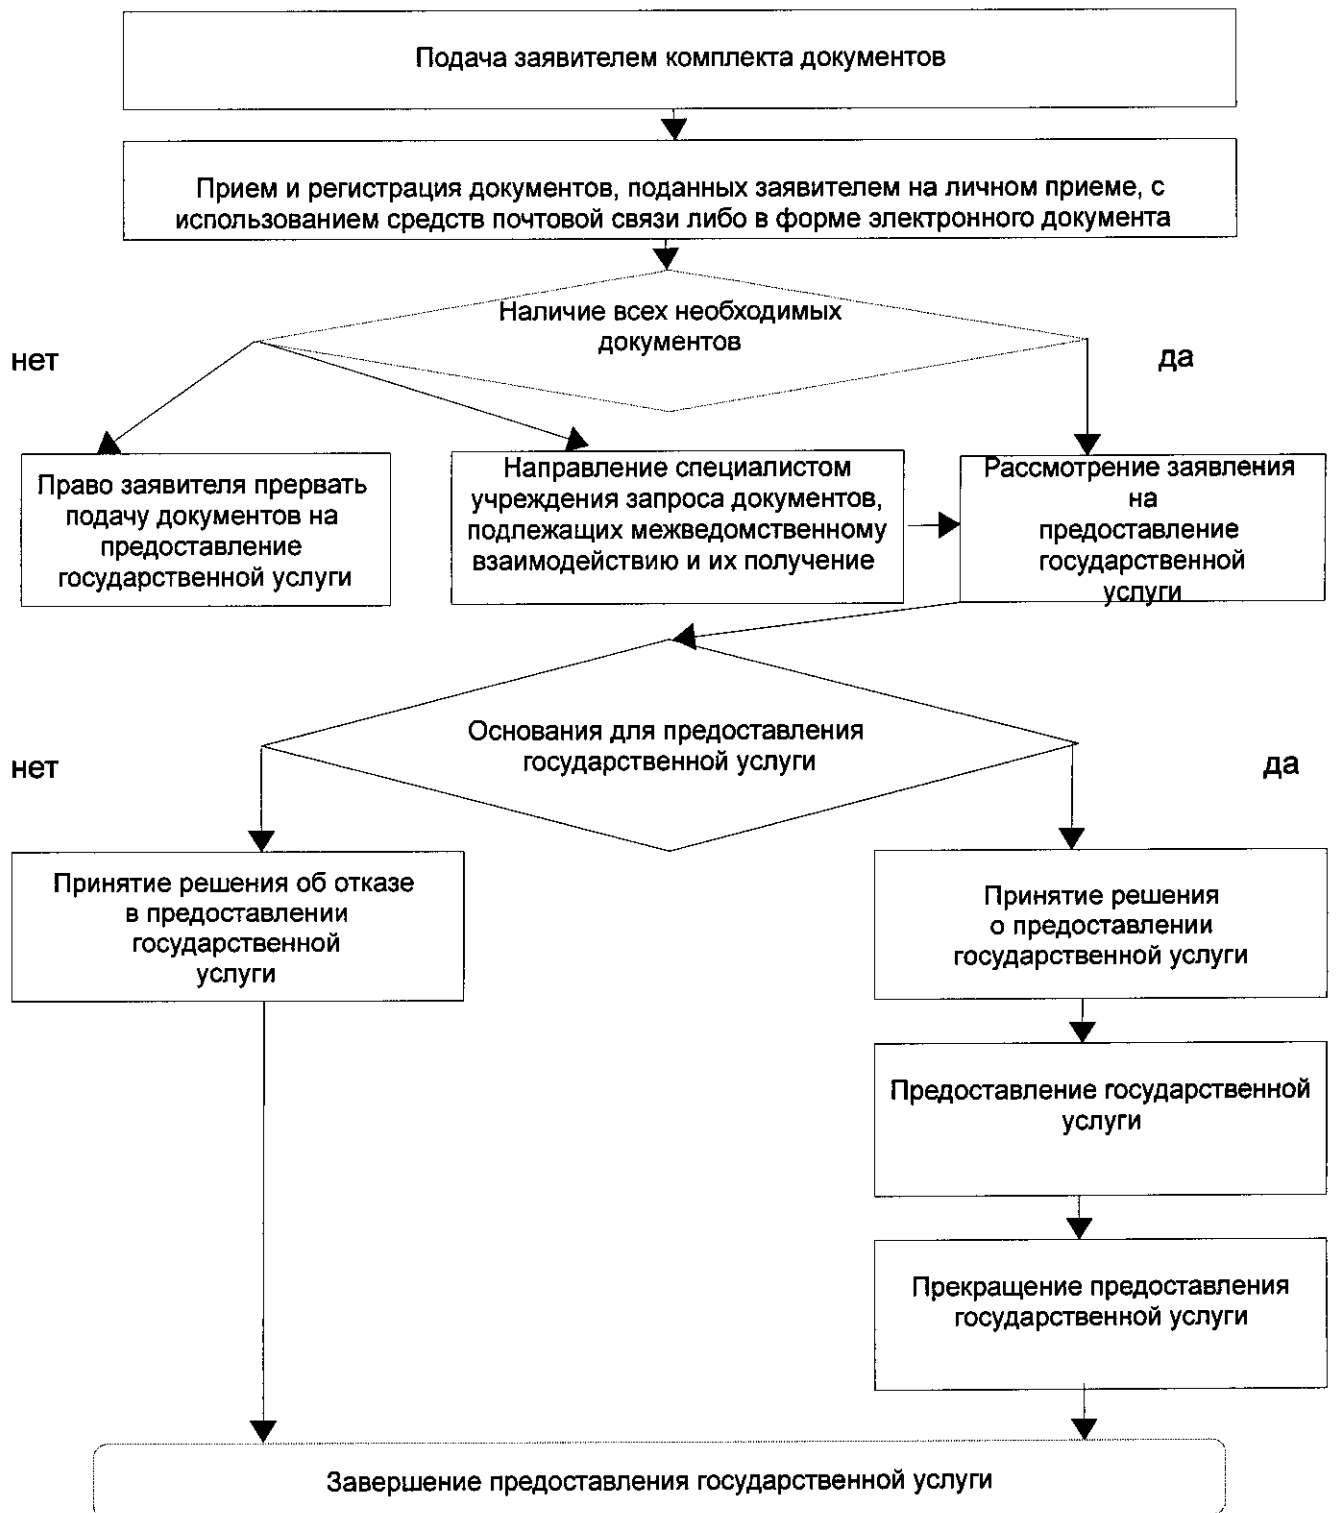 Подача заявителем комплекта документов
Прием и регистрация документов, поданных заявителем на личном приеме, с
использованием средств почтовой связи либо в форме электронного документа
Наличие всех необходимых
документов
нет
да
Право заявителя прервать
подачу документов на
предоставление
государственной услуги
Направление специалистом
учреждения запроса документов,
подлежащих межведомственному
взаимодействию и их получение
Рассмотрение заявления
на
предоставление
государственной
услуги
Основания для предоставления
государственной услуги
нет
да
Принятие решения об отказе
в предоставлении
государственной
услуги
Принятие решения
о предоставлении
государственной услуги
Предоставление государственной
услуги
Прекращение предоставления
государственной услуги
Завершение предоставления государственной услуги